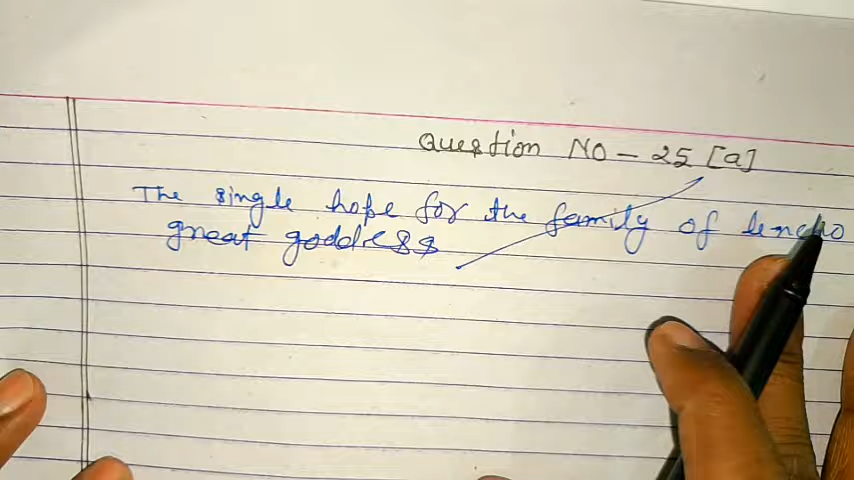 Question NO - 25 [a]
The single hope for the family of lencho
great goddess